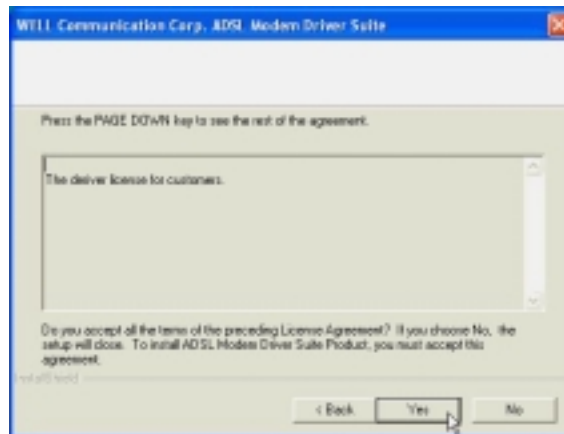 WELL Communication Corp. ADSL Modem Driver Suite
Press the PAGE DOWN key to see the rest of the agreement.
The deriver license for customers.
Do you accept all the terms of the preceding License Agreement? If you choose No, the
setup will close. To install ADSL Modem Driver Suite Product, you must accept this
agreement.
InstallShield
< Back
Yes
No